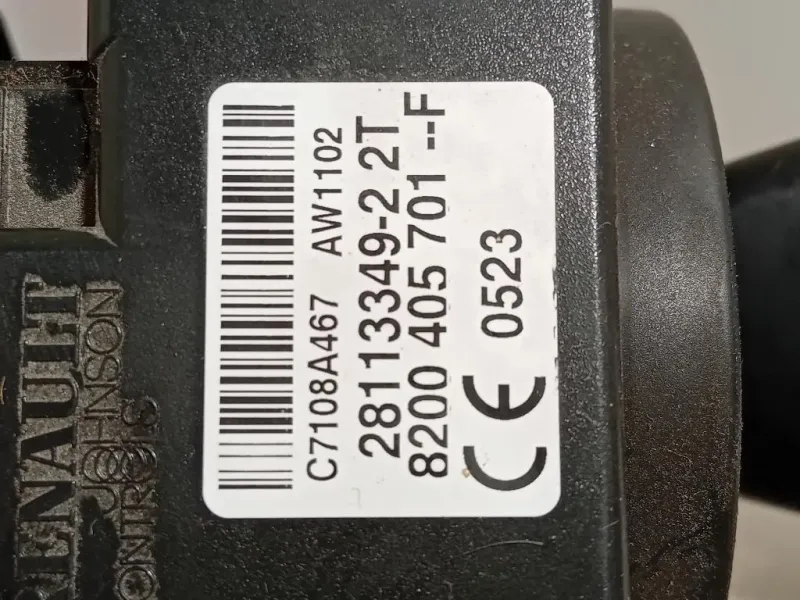 C7108A467 AW1102
28113349-2 2T
8200 405 701 --F
CE 0523
RENAULT
JOHNSON
CONTROLS